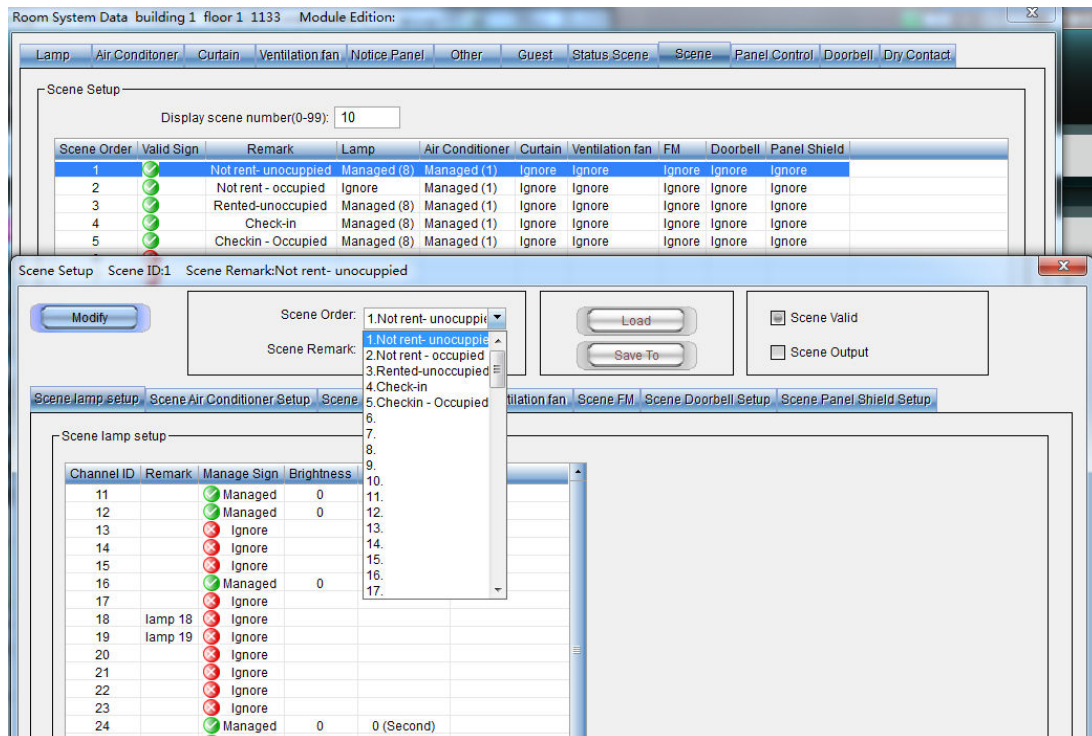 Room System Data building 1 floor 1 1133 Module Edition:
Lamp Air Conditoner Curtain Ventilation fan Notice Panel Other Guest Status Scene Scene Panel Control Doorbell Dry Contact
Scene Setup
Display scene number(0-99): 10
Scene Order Valid Sign Remark Lamp Air Conditioner Curtain Ventilation fan FM Doorbell Panel Shield
1 Not rent- unocuppied Managed (8) Managed (1) Ignore Ignore Ignore Ignore Ignore
2 Not rent - occupied Ignore Managed (1) Ignore Ignore Ignore Ignore Ignore
3 Rented-unoccupied Managed (8) Managed (1) Ignore Ignore Ignore Ignore Ignore
4 Check-in Managed (8) Managed (1) Ignore Ignore Ignore Ignore Ignore
5 Checkin - Occupied Managed (8) Managed (1) Ignore Ignore Ignore Ignore Ignore
Scene Setup Scene ID:1 Scene Remark:Not rent- unocuppied
Modify
Scene Order: 1.Not rent- unocuppie
Scene Remark:
Load
Save To
Scene Valid
Scene Output
1.Not rent- unocuppie
2.Not rent - occupied
3.Rented-unoccupied
4.Check-in
5.Checkin - Occupied
6.
7.
8.
9.
10.
11.
12.
13.
14.
15.
16.
17.
Scene lamp setup Scene Air Conditioner Setup Scene tilation fan Scene FM Scene Doorbell Setup Scene Panel Shield Setup
Scene lamp setup
Channel ID Remark Manage Sign Brightness
11 Managed 0
12 Managed 0
13 Ignore
14 Ignore
15 Ignore
16 Managed 0
17 Ignore
18 lamp 18 Ignore
19 lamp 19 Ignore
20 Ignore
21 Ignore
22 Ignore
23 Ignore
24 Managed 0 0 (Second)